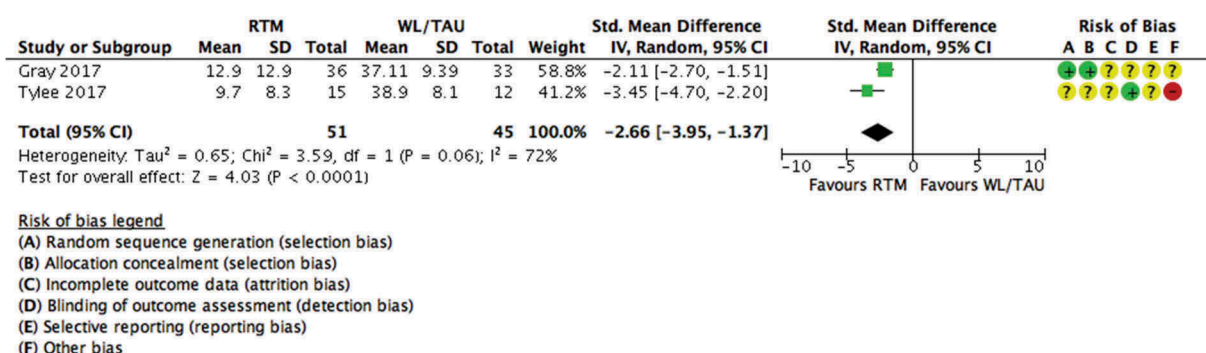 RTM WL/TAU Std. Mean Difference Std. Mean Difference Risk of Bias
Study or Subgroup Mean SD Total Mean SD Total Weight IV, Random, 95% CI IV, Random, 95% CI A B C D E F
Gray 2017 12.9 12.9 36 37.11 9.39 33 58.8% −2.11 [−2.70, −1.51] + + ? ? ? ?
Tylee 2017 9.7 8.3 15 38.9 8.1 12 41.2% −3.45 [−4.70, −2.20] ? ? ? + ? −
Total (95% CI) 51 45 100.0% −2.66 [−3.95, −1.37]
Heterogeneity: Tau² = 0.65; Chi² = 3.59, df = 1 (P = 0.06); I² = 72%
Test for overall effect: Z = 4.03 (P < 0.0001)
−10 −5 0 5 10
Favours RTM Favours WL/TAU
Risk of bias legend
(A) Random sequence generation (selection bias)
(B) Allocation concealment (selection bias)
(C) Incomplete outcome data (attrition bias)
(D) Blinding of outcome assessment (detection bias)
(E) Selective reporting (reporting bias)
(F) Other bias